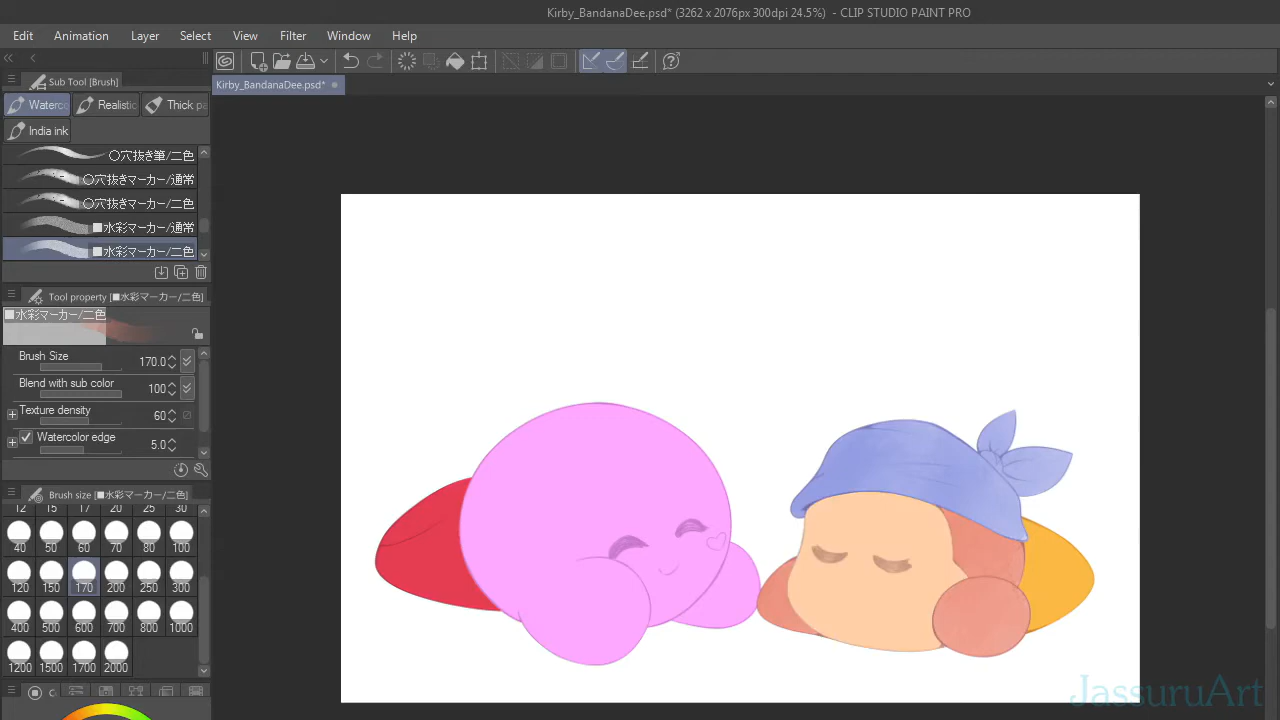 Kirby_BandanaDee.psd* (3262 x 2076px 300dpi 24.5%)  - CLIP STUDIO PAINT PRO
Edit Animation Layer Select View Filter Window Help
Sub Tool [Brush]
Kirby_BandanaDee.psd*
Waterco Realistic Thick pa
India ink
○穴抜き筆/二色
○穴抜きマーカー/通常
○穴抜きマーカー/二色
■水彩マーカー/通常
■水彩マーカー/二色
Tool property [■水彩マーカー/二色]
■水彩マーカー/二色
Brush Size 170.0
Blend with sub color 100
Texture density 60
Watercolor edge 5.0
Brush size [■水彩マーカー/二色]
12 15 17 20 25 30
40 50 60 70 80 100
120 150 170 200 250 300
400 500 600 700 800 1000
1200 1500 1700 2000
JassuruArt